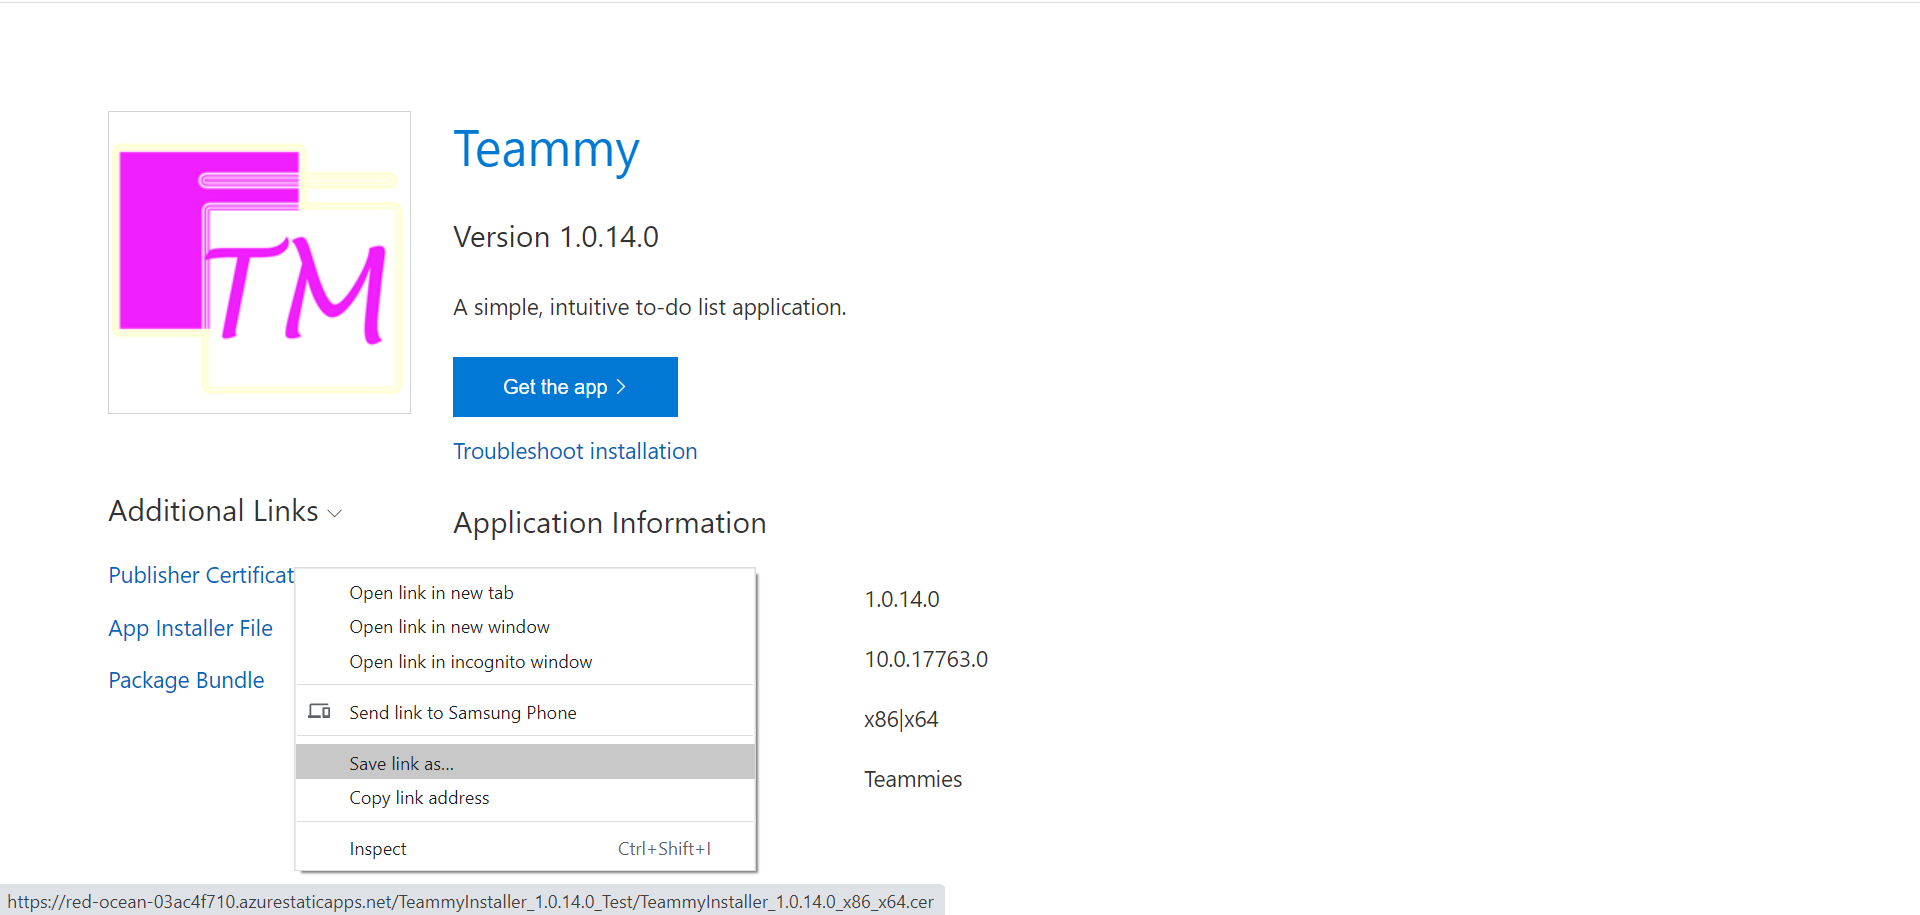 TM
Teammy
Version 1.0.14.0
A simple, intuitive to-do list application.
Get the app
Troubleshoot installation
Additional Links
Publisher Certificat
App Installer File
Package Bundle
Application Information
1.0.14.0
10.0.17763.0
x86|x64
Teammies
Open link in new tab
Open link in new window
Open link in incognito window
Send link to Samsung Phone
Save link as...
Copy link address
Inspect Ctrl+Shift+I
https://red-ocean-03ac4f710.azurestaticapps.net/TeammyInstaller_1.0.14.0_Test/TeammyInstaller_1.0.14.0_x86_x64.cer